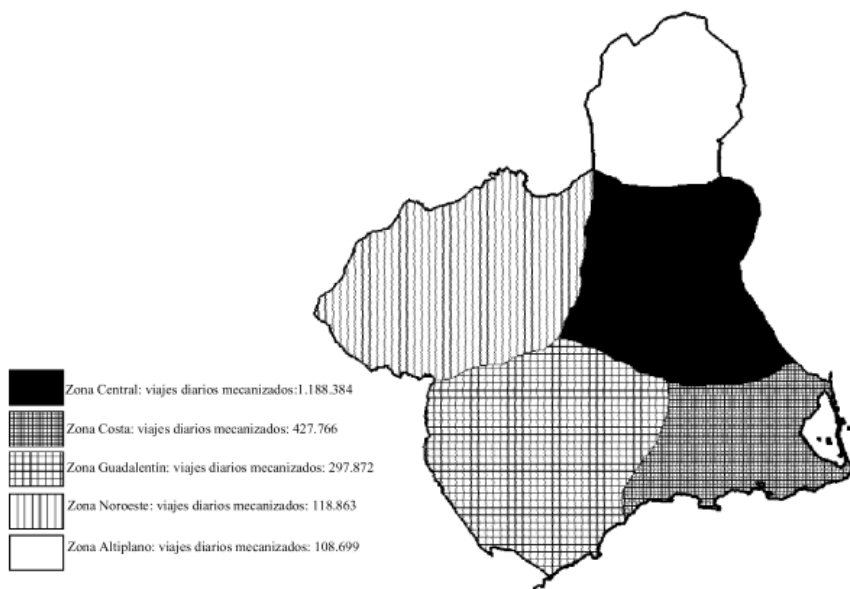 Zona Central: viajes diarios mecanizados:1.188.384
Zona Costa: viajes diarios mecanizados: 427.766
Zona Guadalentín: viajes diarios mecanizados: 297.872
Zona Noroeste: viajes diarios mecanizados: 118.863
Zona Altiplano: viajes diarios mecanizados: 108.699